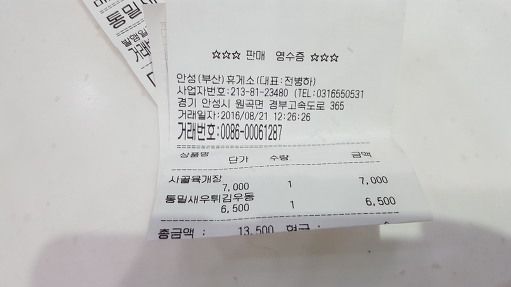 통밀
☆☆☆ 판매 영수증 ☆☆☆
안성(부산)휴게소(대표:전병하)
사업자번호:213-81-23480 (TEL:0316550531
경기 안성시 원곡면 경부고속도로 365
거래일자:2016/08/21 12:26:26
거래번호:0086-00061287
상품명 단가 수량 금액
사골육개장
7,000 1 7,000
통밀새우튀김우동
6,500 1 6,500
총금액 : 13,500 현금 :